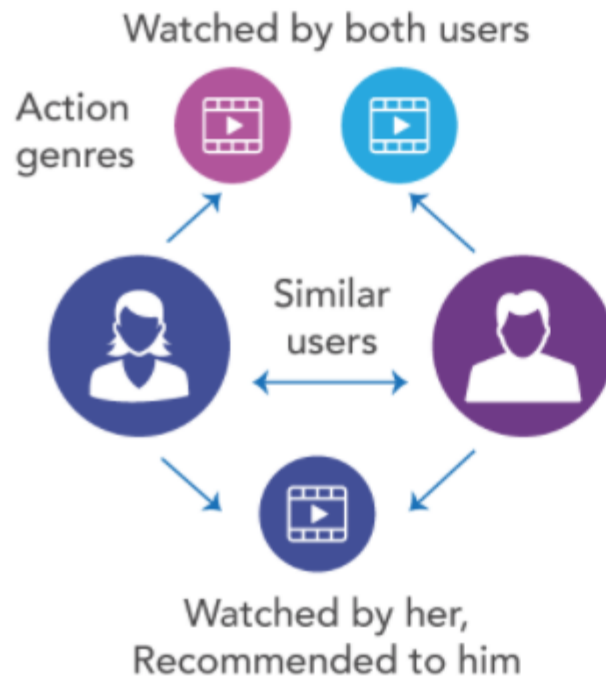 Watched by both users
Action
genres
Similar
users
Watched by her,
Recommended to him